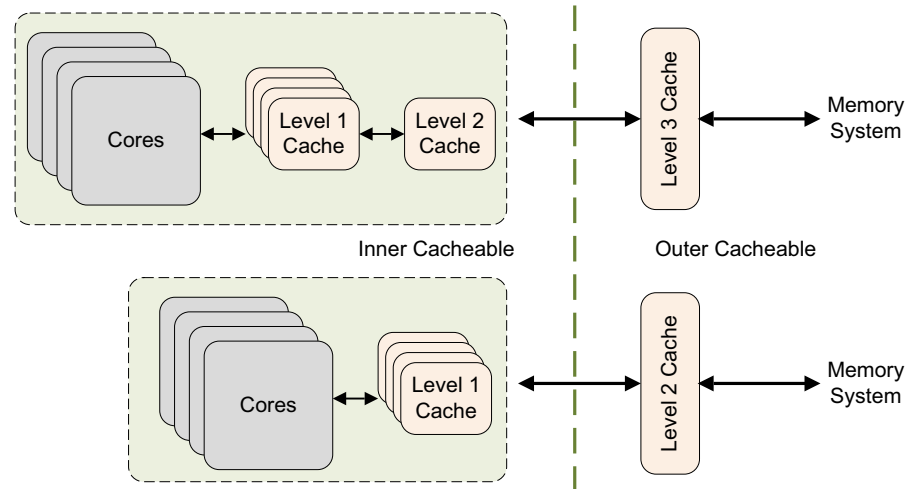 Cores
Level 1
Cache
Level 2
Cache
Level 3 Cache
Memory
System
Inner Cacheable
Outer Cacheable
Cores
Level 1
Cache
Level 2 Cache
Memory
System